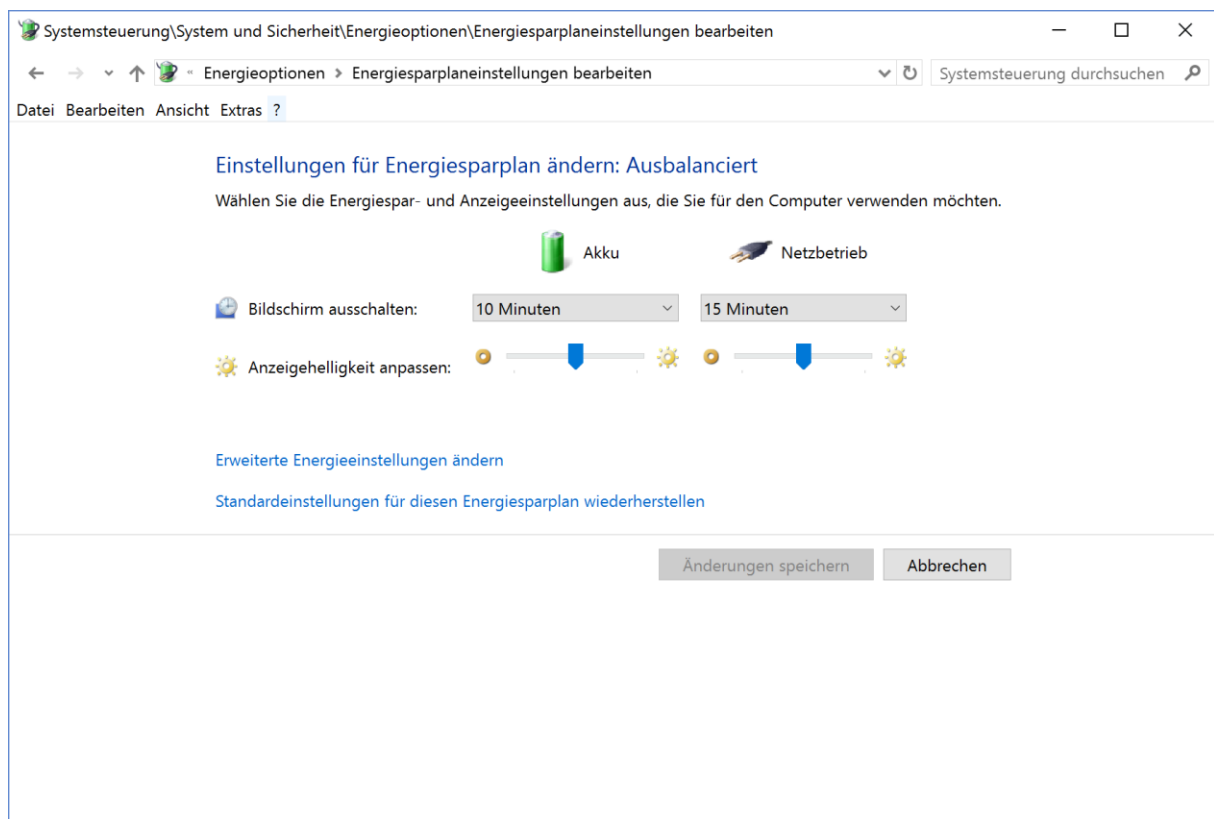 Systemsteuerung\System und Sicherheit\Energieoptionen\Energiesparplaneinstellungen bearbeiten
« Energieoptionen > Energiesparplaneinstellungen bearbeiten Systemsteuerung durchsuchen
Datei Bearbeiten Ansicht Extras ?
Einstellungen für Energiesparplan ändern: Ausbalanciert
Wählen Sie die Energiespar- und Anzeigeeinstellungen aus, die Sie für den Computer verwenden möchten.
Akku Netzbetrieb
Bildschirm ausschalten: 10 Minuten 15 Minuten
Anzeigehelligkeit anpassen:
Erweiterte Energieeinstellungen ändern
Standardeinstellungen für diesen Energiesparplan wiederherstellen
Änderungen speichern Abbrechen